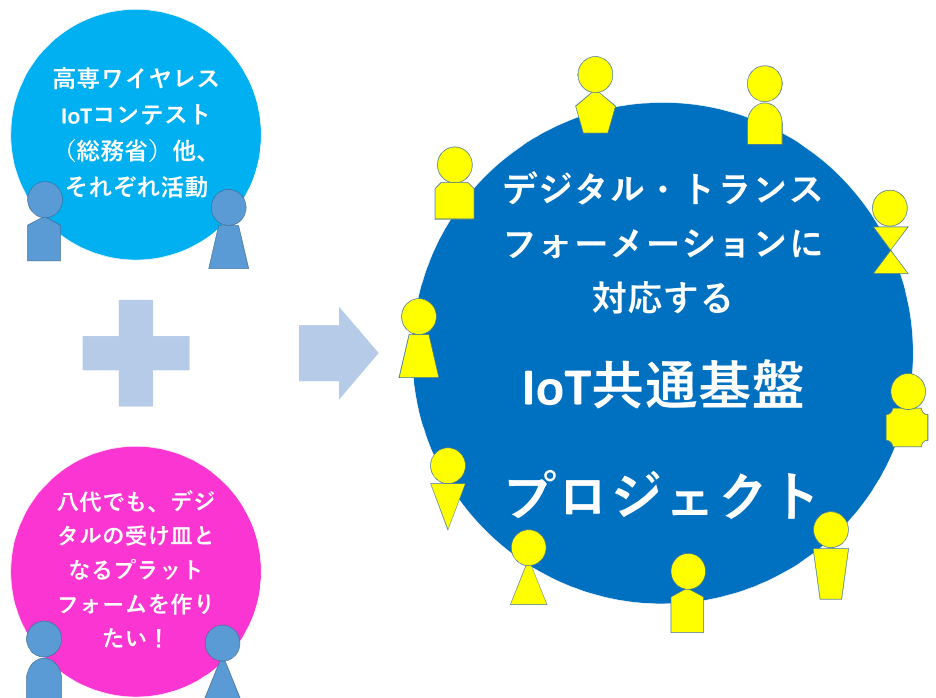 高専ワイヤレス
IoTコンテスト
（総務省）他、
それぞれ活動
八代でも、デジ
タルの受け皿と
なるプラット
フォームを作り
たい！
デジタル・トランス
フォーメーションに
対応する
IoT共通基盤
プロジェクト